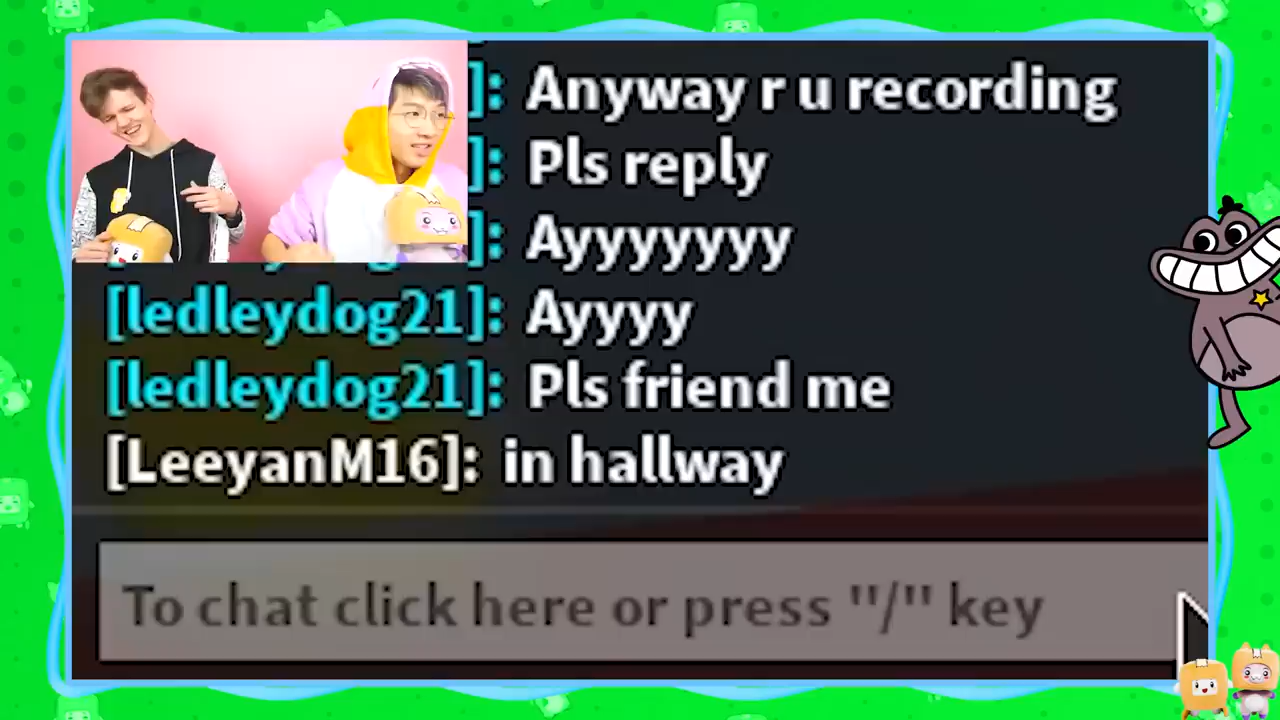 ]: Anyway r u recording
]: Pls reply
]: Ayyyyyyy
[ledleydog21]: Ayyyy
[ledleydog21]: Pls friend me
[LeeyanM16]: in hallway
To chat click here or press "/" key